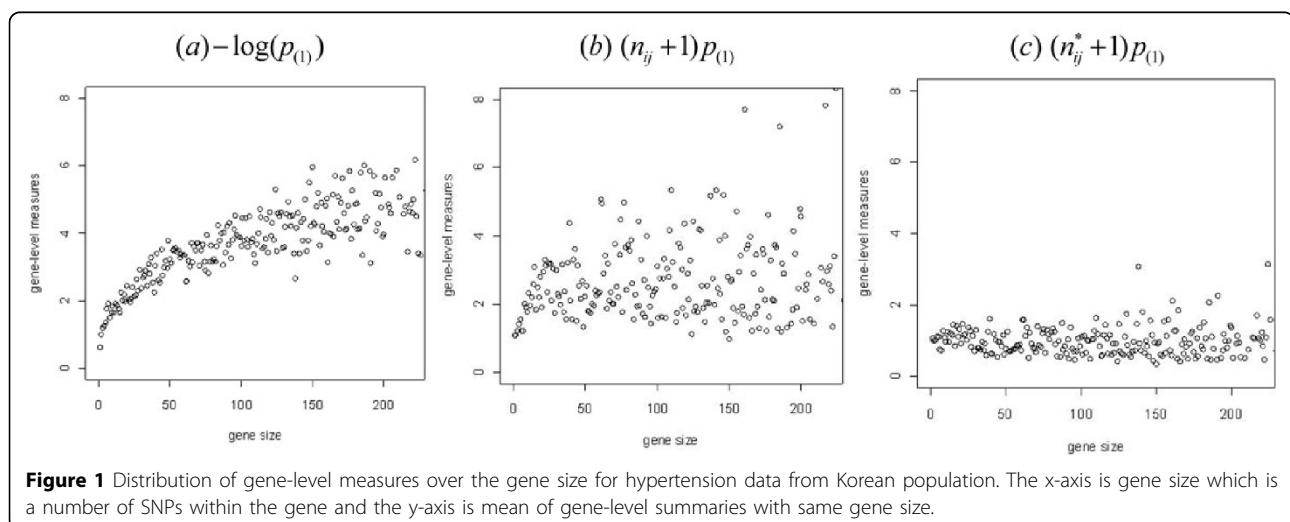 (a) −log(p(1))
(b) (nij +1)p(1)
(c) (n*ij +1)p(1)
gene-level measures
8
6
4
2
0
0 50 100 150 200
gene size
gene-level measures
8
6
4
2
0
0 50 100 150 200
gene size
gene-level measures
8
6
4
2
0
0 50 100 150 200
gene size
Figure 1 Distribution of gene-level measures over the gene size for hypertension data from Korean population. The x-axis is gene size which is
a number of SNPs within the gene and the y-axis is mean of gene-level summaries with same gene size.